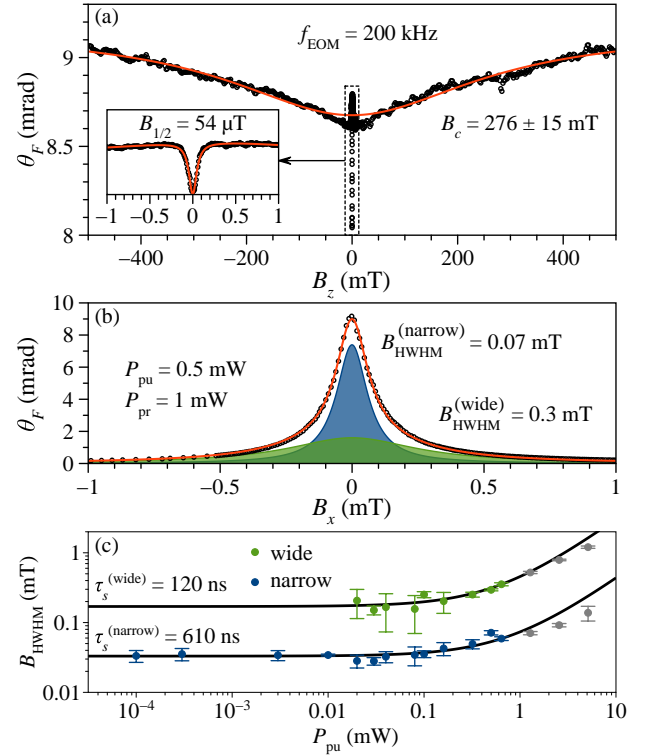 (a)
f_EOM = 200 kHz
B_1/2 = 54 µT
B_c = 276 ± 15 mT
θ_F (mrad)
9
8.5
8
−1 −0.5 0 0.5 1
−400 −200 0 200 400
B_z (mT)
(b)
P_pu = 0.5 mW
P_pr = 1 mW
B_HWHM^(narrow) = 0.07 mT
B_HWHM^(wide) = 0.3 mT
θ_F (mrad)
10
8
6
4
2
0
−1 −0.5 0 0.5 1
B_x (mT)
(c)
wide
narrow
τ_s^(wide) = 120 ns
τ_s^(narrow) = 610 ns
B_HWHM (mT)
1
0.1
0.01
10^−4 10^−3 0.01 0.1 1 10
P_pu (mW)